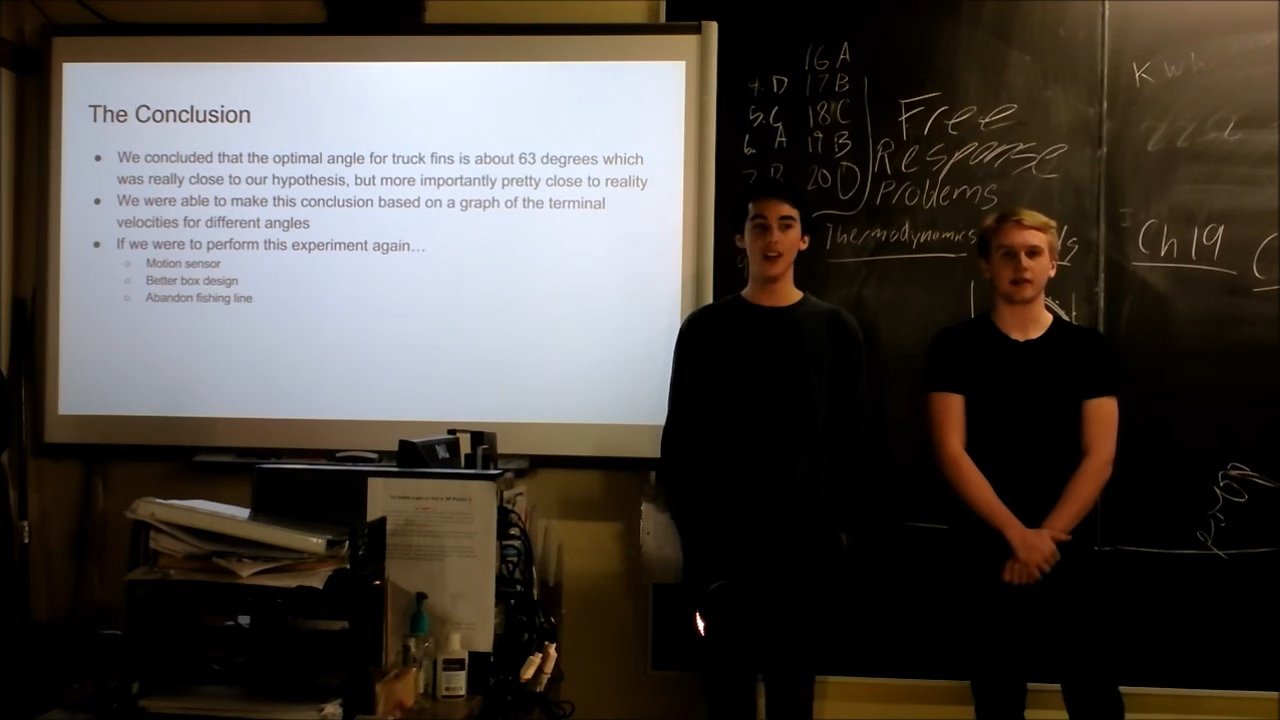 The Conclusion
● We concluded that the optimal angle for truck fins is about 63 degrees which
was really close to our hypothesis, but more importantly pretty close to reality
● We were able to make this conclusion based on a graph of the terminal
velocities for different angles
● If we were to perform this experiment again...
○ Motion sensor
○ Better box design
○ Abandon fishing line
16 A
17 B
18 C
19 B
20 D
D
5. C
6. A
Free
Response
Problems
Thermodynamics
K
Ch 19